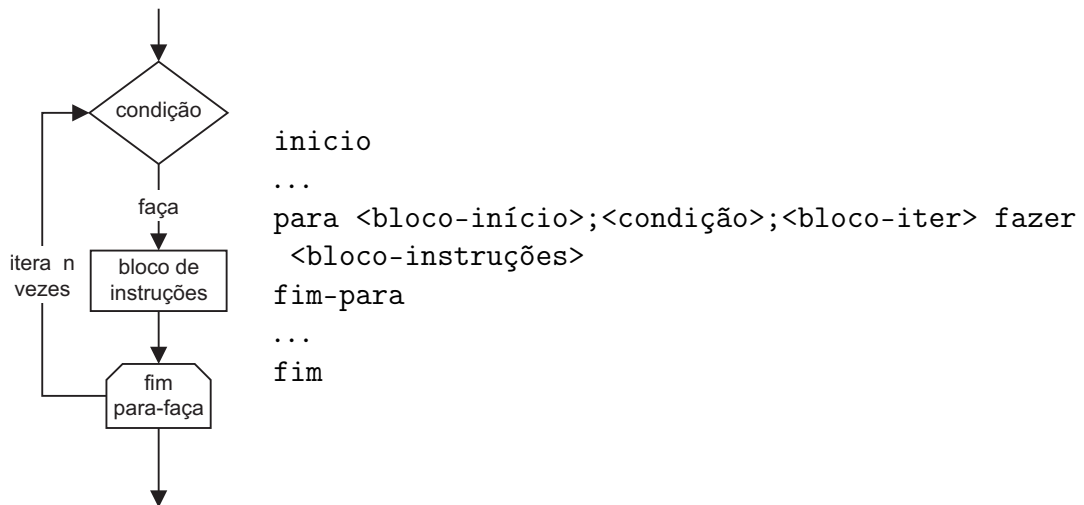 condição
faça
itera n
vezes
bloco de
instruções
fim
para-faça
inicio
...
para <bloco-início>;<condição>;<bloco-iter> fazer
<bloco-instruções>
fim-para
...
fim